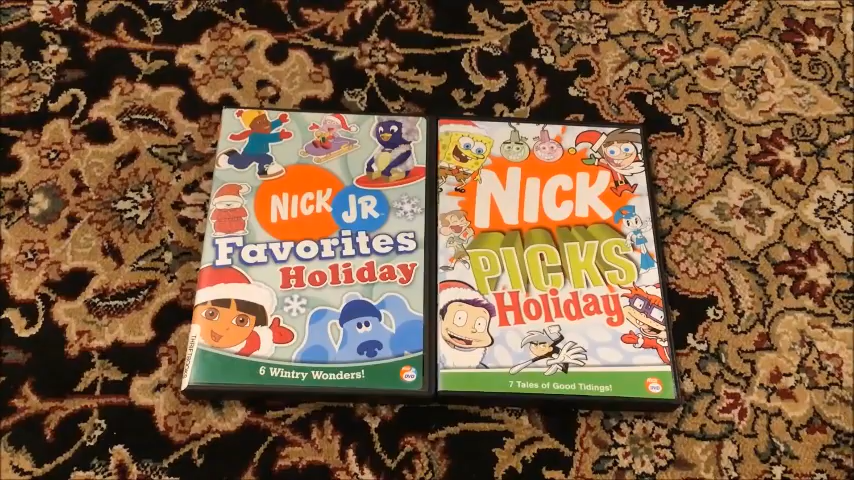 NICK JR
Favorites
Holiday
6 Wintry Wonders!
NICK
PICKS
Holiday
7 Tales of Good Tidings!